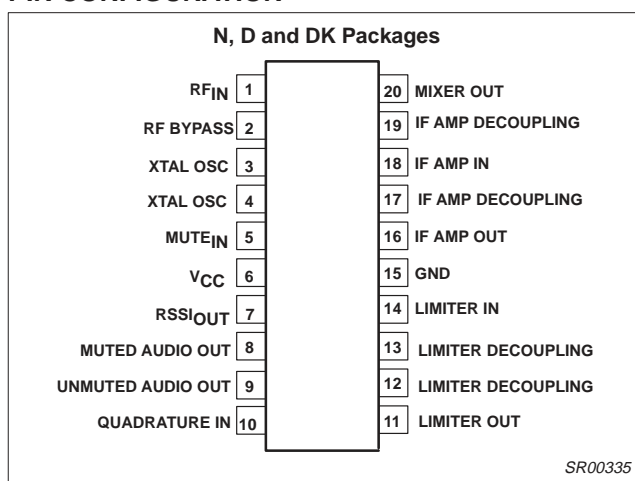 PIN CONFIGURATION
N, D and DK Packages
RFIN 1
RF BYPASS 2
XTAL OSC 3
XTAL OSC 4
MUTEIN 5
VCC 6
RSSIOUT 7
MUTED AUDIO OUT 8
UNMUTED AUDIO OUT 9
QUADRATURE IN 10
20 MIXER OUT
19 IF AMP DECOUPLING
18 IF AMP IN
17 IF AMP DECOUPLING
16 IF AMP OUT
15 GND
14 LIMITER IN
13 LIMITER DECOUPLING
12 LIMITER DECOUPLING
11 LIMITER OUT
SR00335